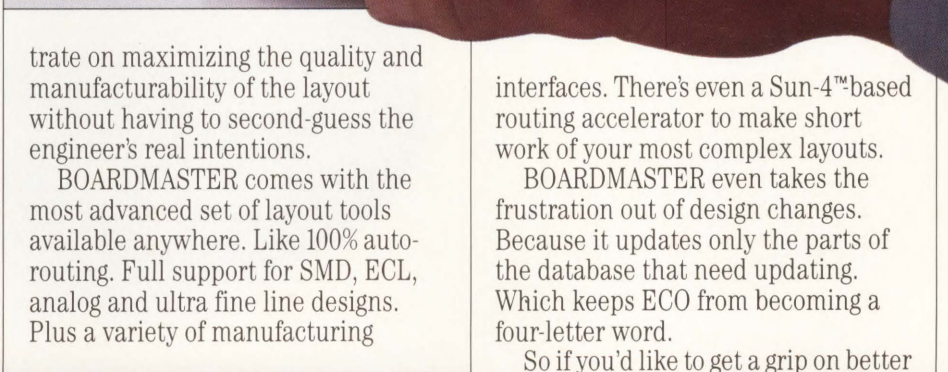 trate on maximizing the quality and
manufacturability of the layout
without having to second-guess the
engineer's real intentions.
BOARDMASTER comes with the
most advanced set of layout tools
available anywhere. Like 100% auto-
routing. Full support for SMD, ECL,
analog and ultra fine line designs.
Plus a variety of manufacturing
interfaces. There's even a Sun-4™-based
routing accelerator to make short
work of your most complex layouts.
BOARDMASTER even takes the
frustration out of design changes.
Because it updates only the parts of
the database that need updating.
Which keeps ECO from becoming a
four-letter word.
So if you'd like to get a grip on better